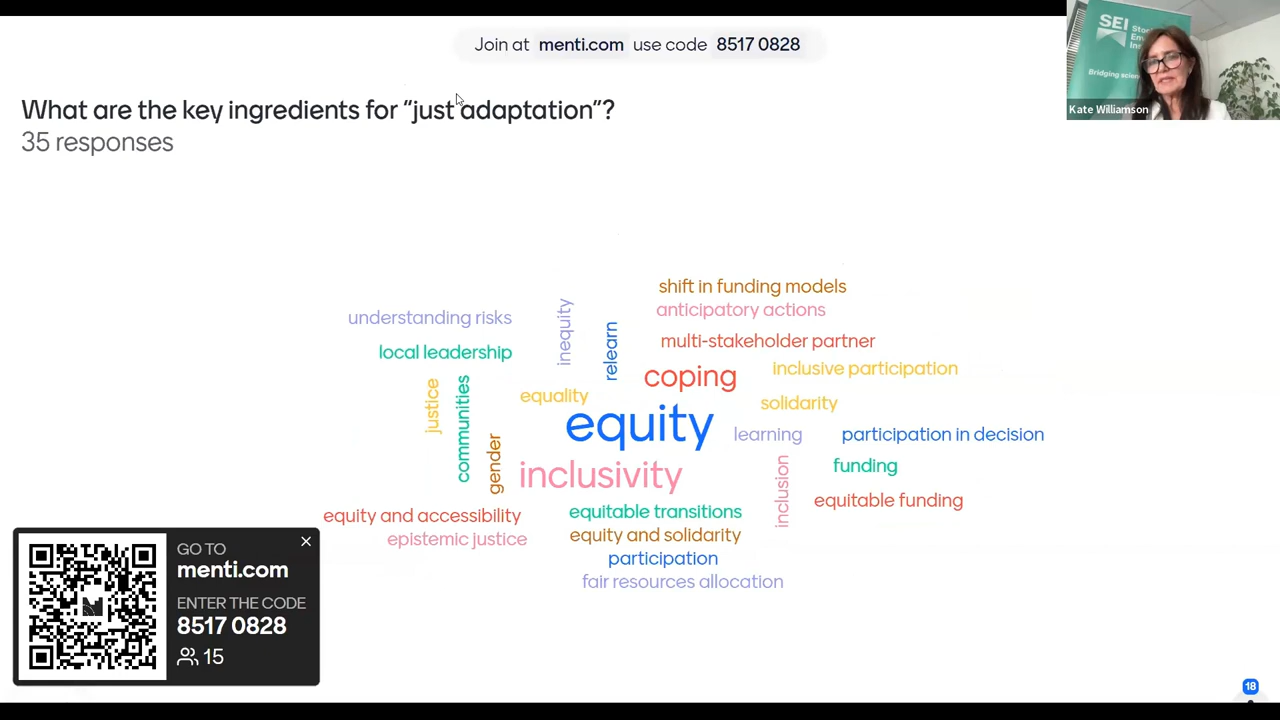 Join at menti.com use code 8517 0828
What are the key ingredients for "just adaptation"?
35 responses
SEI
Bridging
Kate Williamson
shift in funding models
understanding risks
inequity
relearn
anticipatory actions
multi-stakeholder partner
local leadership
coping
inclusive participation
justice
communities
equality
solidarity
equity
learning
participation in decision
gender
inclusivity
inclusion
funding
equitable funding
equity and accessibility
equitable transitions
epistemic justice
equity and solidarity
participation
fair resources allocation
GO TO
menti.com
ENTER THE CODE
8517 0828
15
18